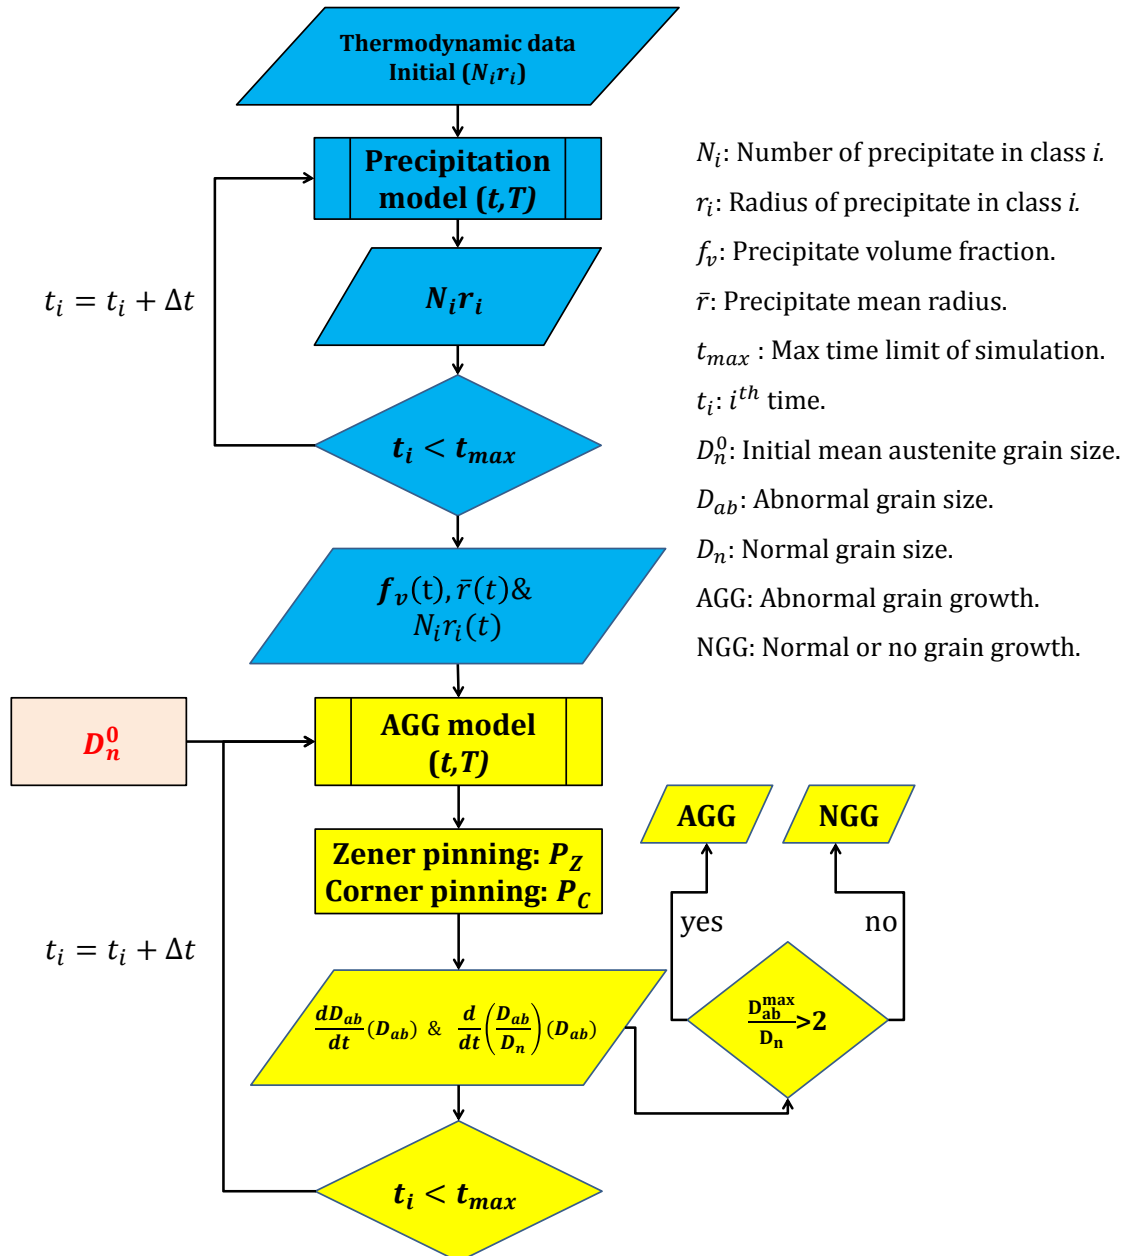 Thermodynamic data
Initial (N_i r_i)
Precipitation
model (t,T)
N_i r_i
t_i = t_i + Δt
t_i < t_max
f_v(t), r̄(t)&
N_i r_i(t)
N_i: Number of precipitate in class i.
r_i: Radius of precipitate in class i.
f_v: Precipitate volume fraction.
r̄: Precipitate mean radius.
t_max : Max time limit of simulation.
t_i: i^th time.
D_n^0: Initial mean austenite grain size.
D_ab: Abnormal grain size.
D_n: Normal grain size.
AGG: Abnormal grain growth.
NGG: Normal or no grain growth.
D_n^0
AGG model
(t,T)
Zener pinning: P_Z
Corner pinning: P_C
t_i = t_i + Δt
dD_ab/dt (D_ab) & d/dt (D_ab/D_n) (D_ab)
t_i < t_max
AGG
NGG
yes
no
D_ab^max/D_n >2